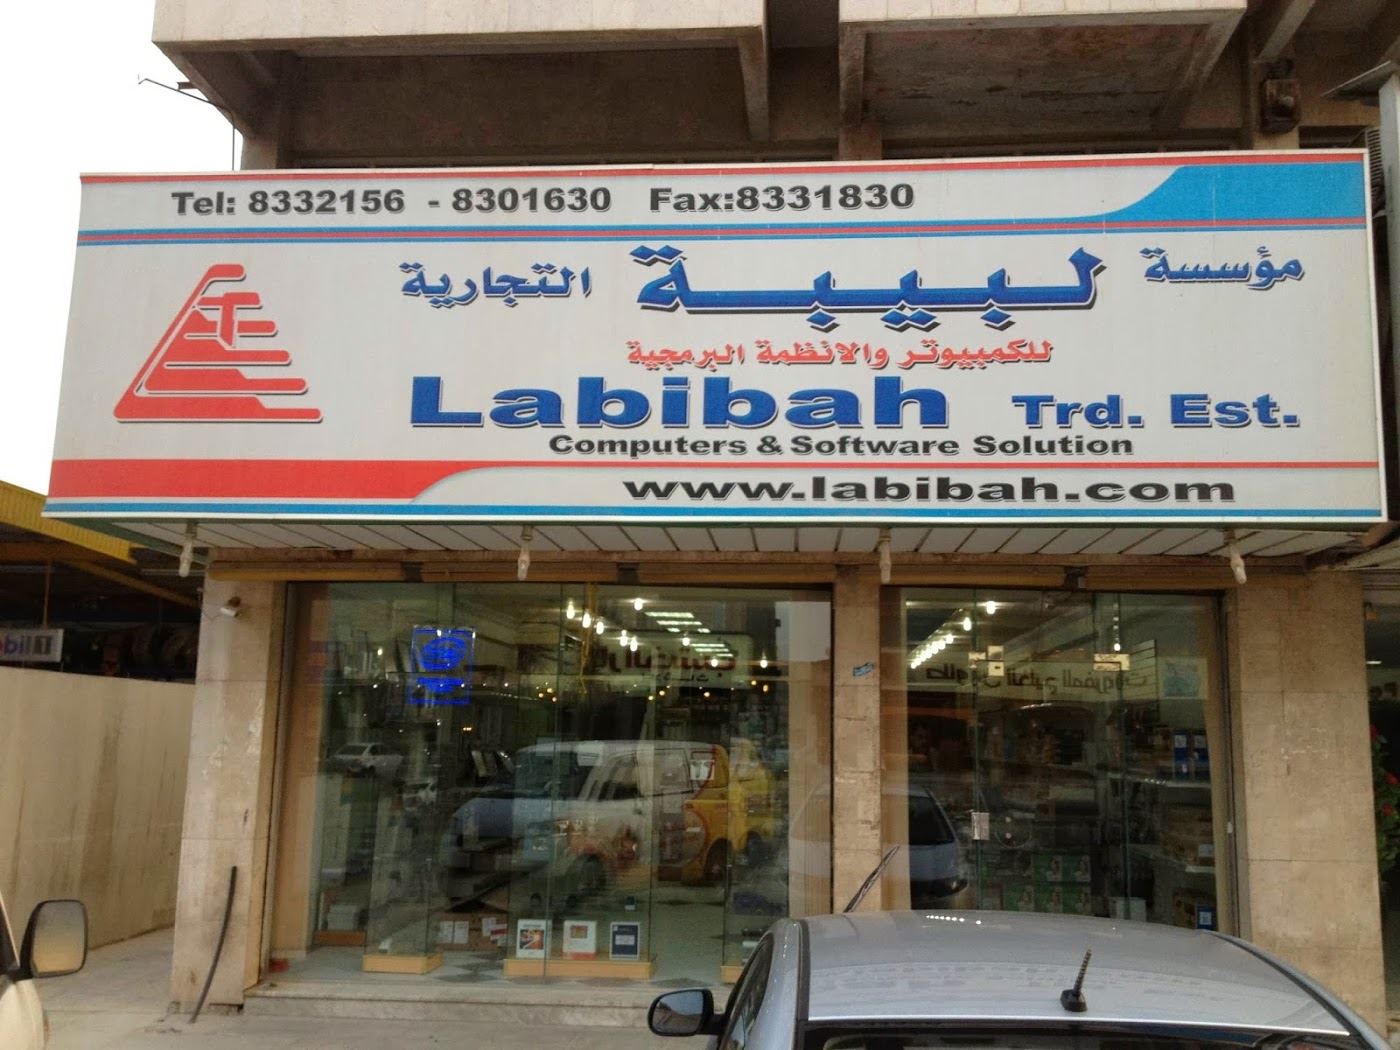 Tel: 8332156 - 8301630 Fax:8331830
مؤسسة لبيبة التجارية
للكمبيوتر والانظمة البرمجية
Labibah Trd. Est.
Computers & Software Solution
www.labibah.com